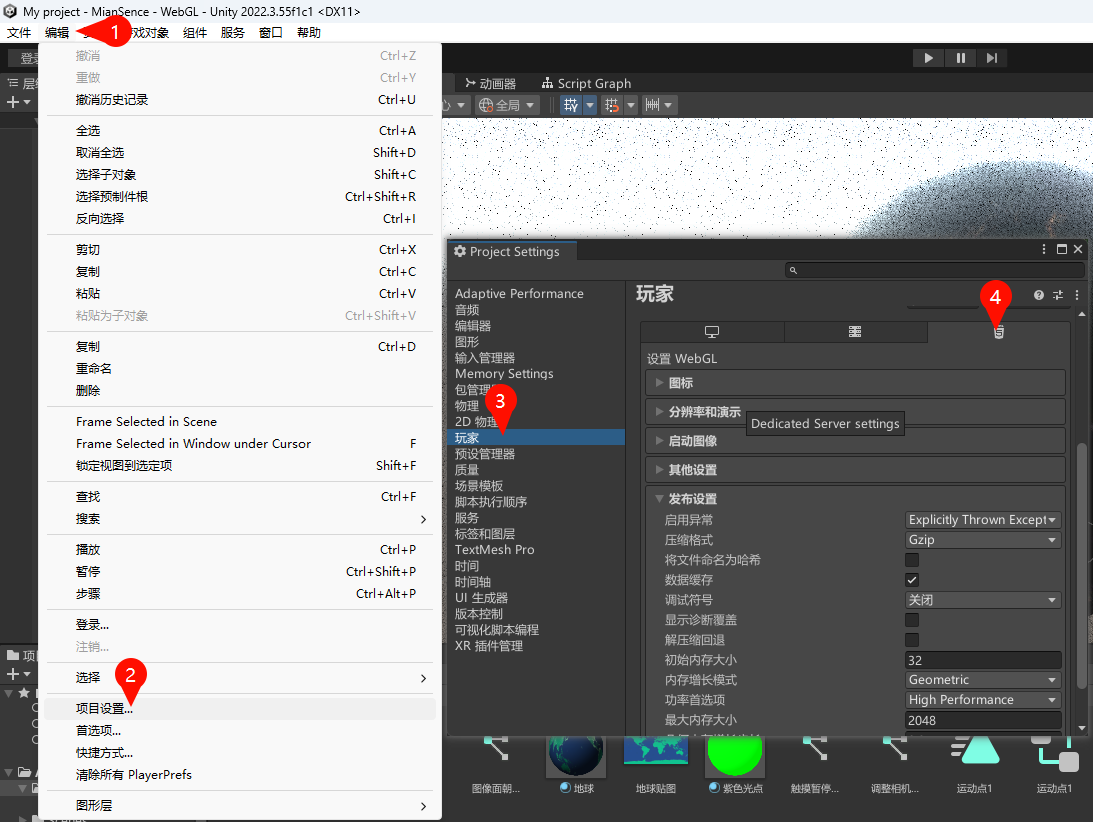 My project - MianSence - WebGL - Unity 2022.3.55f1c1 <DX11>
文件 编辑 1 游戏对象 组件 服务 窗口 帮助
撤消 Ctrl+Z
重做 Ctrl+Y
撤消历史记录 Ctrl+U
全选 Ctrl+A
取消全选 Shift+D
选择子对象 Shift+C
选择预制件根 Ctrl+Shift+R
反向选择 Ctrl+I
剪切 Ctrl+X
复制 Ctrl+C
粘贴 Ctrl+V
粘贴为子对象 Ctrl+Shift+V
复制 Ctrl+D
重命名
删除
Frame Selected in Scene
Frame Selected in Window under Cursor F
锁定视图到选定项 Shift+F
查找 Ctrl+F
搜索
播放 Ctrl+P
暂停 Ctrl+Shift+P
步骤 Ctrl+Alt+P
登录...
注销...
选择
2
项目设置...
首选项...
快捷方式...
清除所有 PlayerPrefs
图形层
动画器 Script Graph
全局
Project Settings
Adaptive Performance
音频
编辑器
图形
输入管理器
Memory Settings
包管理
物理
2D 物理
3
玩家
预设管理器
质量
场景模板
脚本执行顺序
服务
标签和图层
TextMesh Pro
时间
时间轴
UI 生成器
版本控制
可视化脚本编程
XR 插件管理
玩家
4
设置 WebGL
图标
分辨率和演示
Dedicated Server settings
启动图像
其他设置
发布设置
启用异常 Explicitly Thrown Except
压缩格式 Gzip
将文件命名为哈希
数据缓存
调试符号 关闭
显示诊断覆盖
解压缩回退
初始内存大小 32
内存增长模式 Geometric
功率首选项 High Performance
最大内存大小 2048
图像面朝... 地球 地球贴图 紫色光点 触摸暂停... 调整相机... 运动点1 运动点1